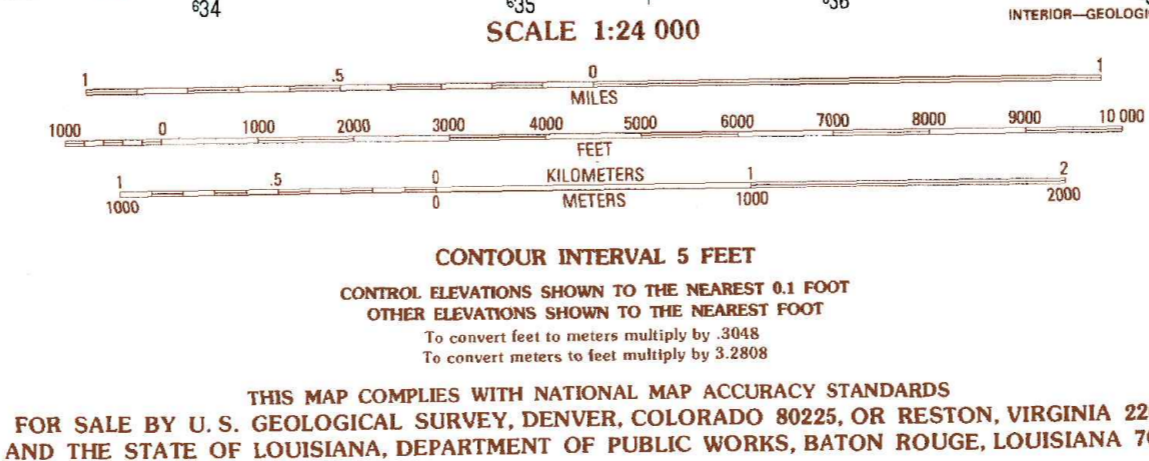 ⁶34 ⁶35 ⁶36
INTERIOR—GEOLOGI
SCALE 1:24 000
1 .5 0 1
MILES
1000 0 1000 2000 3000 4000 5000 6000 7000 8000 9000 10 000
FEET
1 .5 0 KILOMETERS 1 2
1000 0 METERS 1000 2000
CONTOUR INTERVAL 5 FEET
CONTROL ELEVATIONS SHOWN TO THE NEAREST 0.1 FOOT
OTHER ELEVATIONS SHOWN TO THE NEAREST FOOT
To convert feet to meters multiply by .3048
To convert meters to feet multiply by 3.2808
THIS MAP COMPLIES WITH NATIONAL MAP ACCURACY STANDARDS
FOR SALE BY U. S. GEOLOGICAL SURVEY, DENVER, COLORADO 80225, OR RESTON, VIRGINIA 22
AND THE STATE OF LOUISIANA, DEPARTMENT OF PUBLIC WORKS, BATON ROUGE, LOUISIANA 7